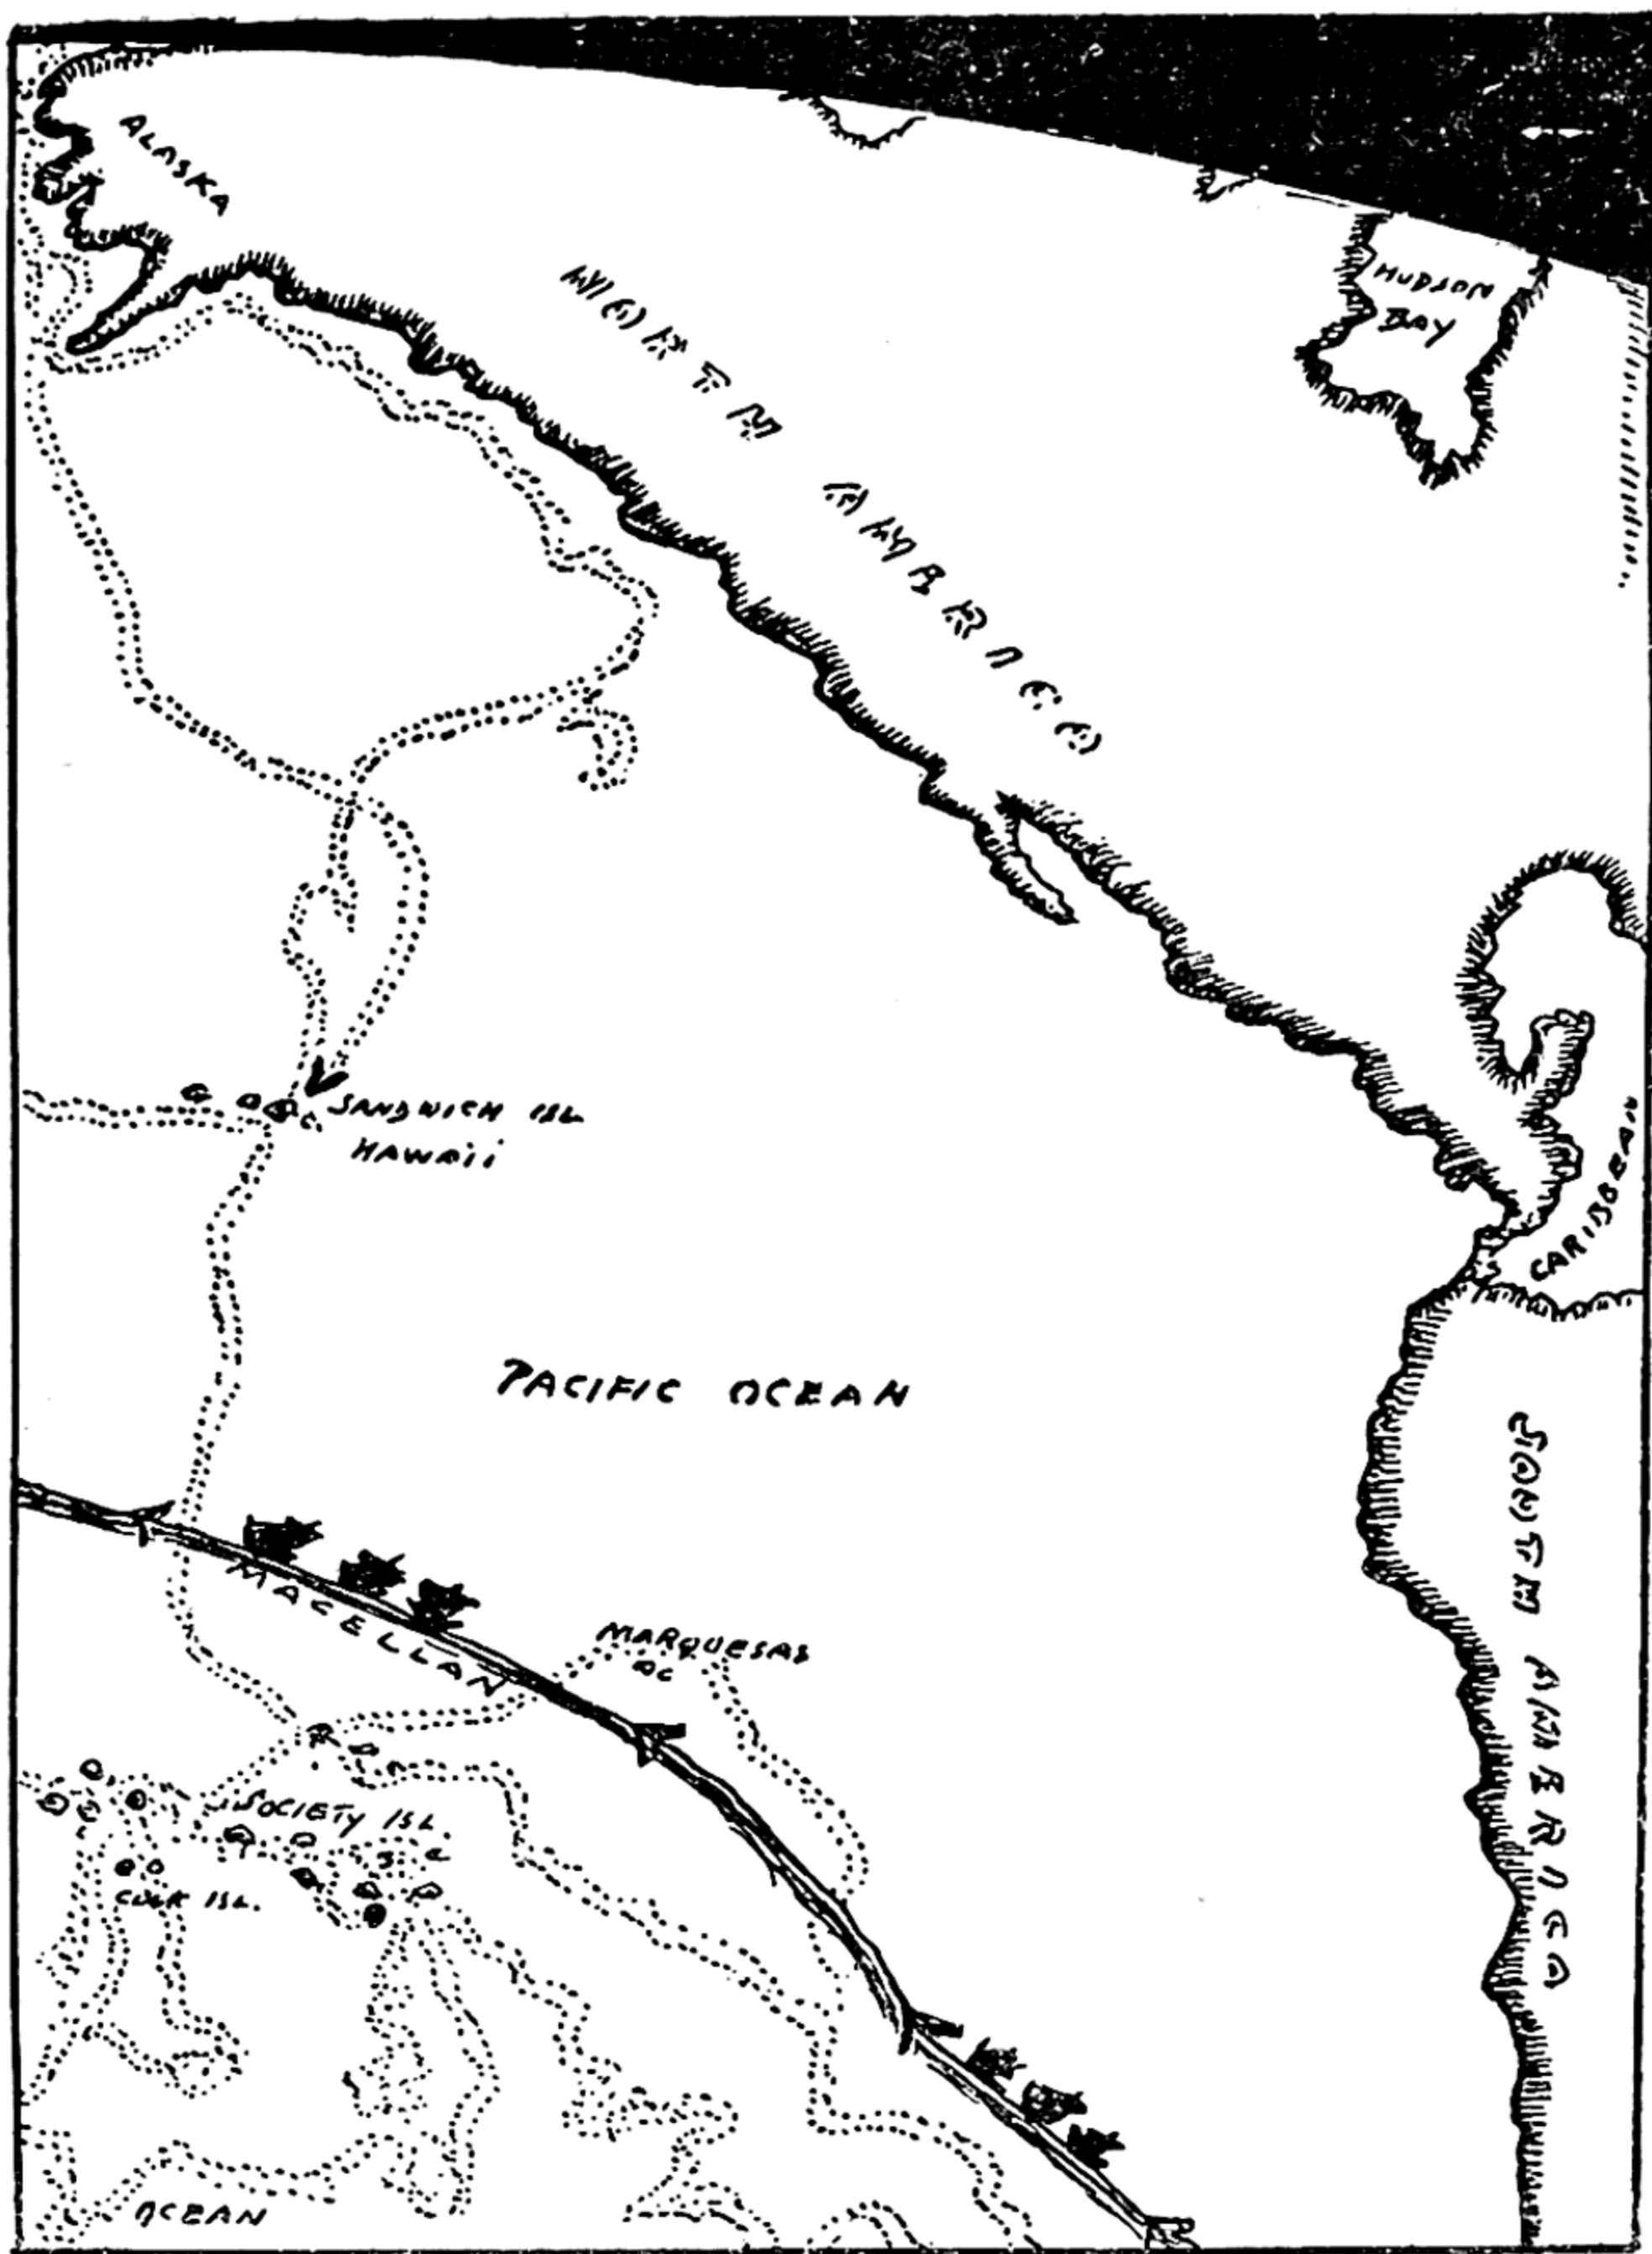 ALASKA
HUDSON
BAY
NORTH AMERICA
SANDWICH ISL
HAWAII
CARIBBEAN
PACIFIC OCEAN
SOUTH AMERICA
MAGELLAN
MARQUESAS
SOCIETY ISL
COOK ISL.
OCEAN